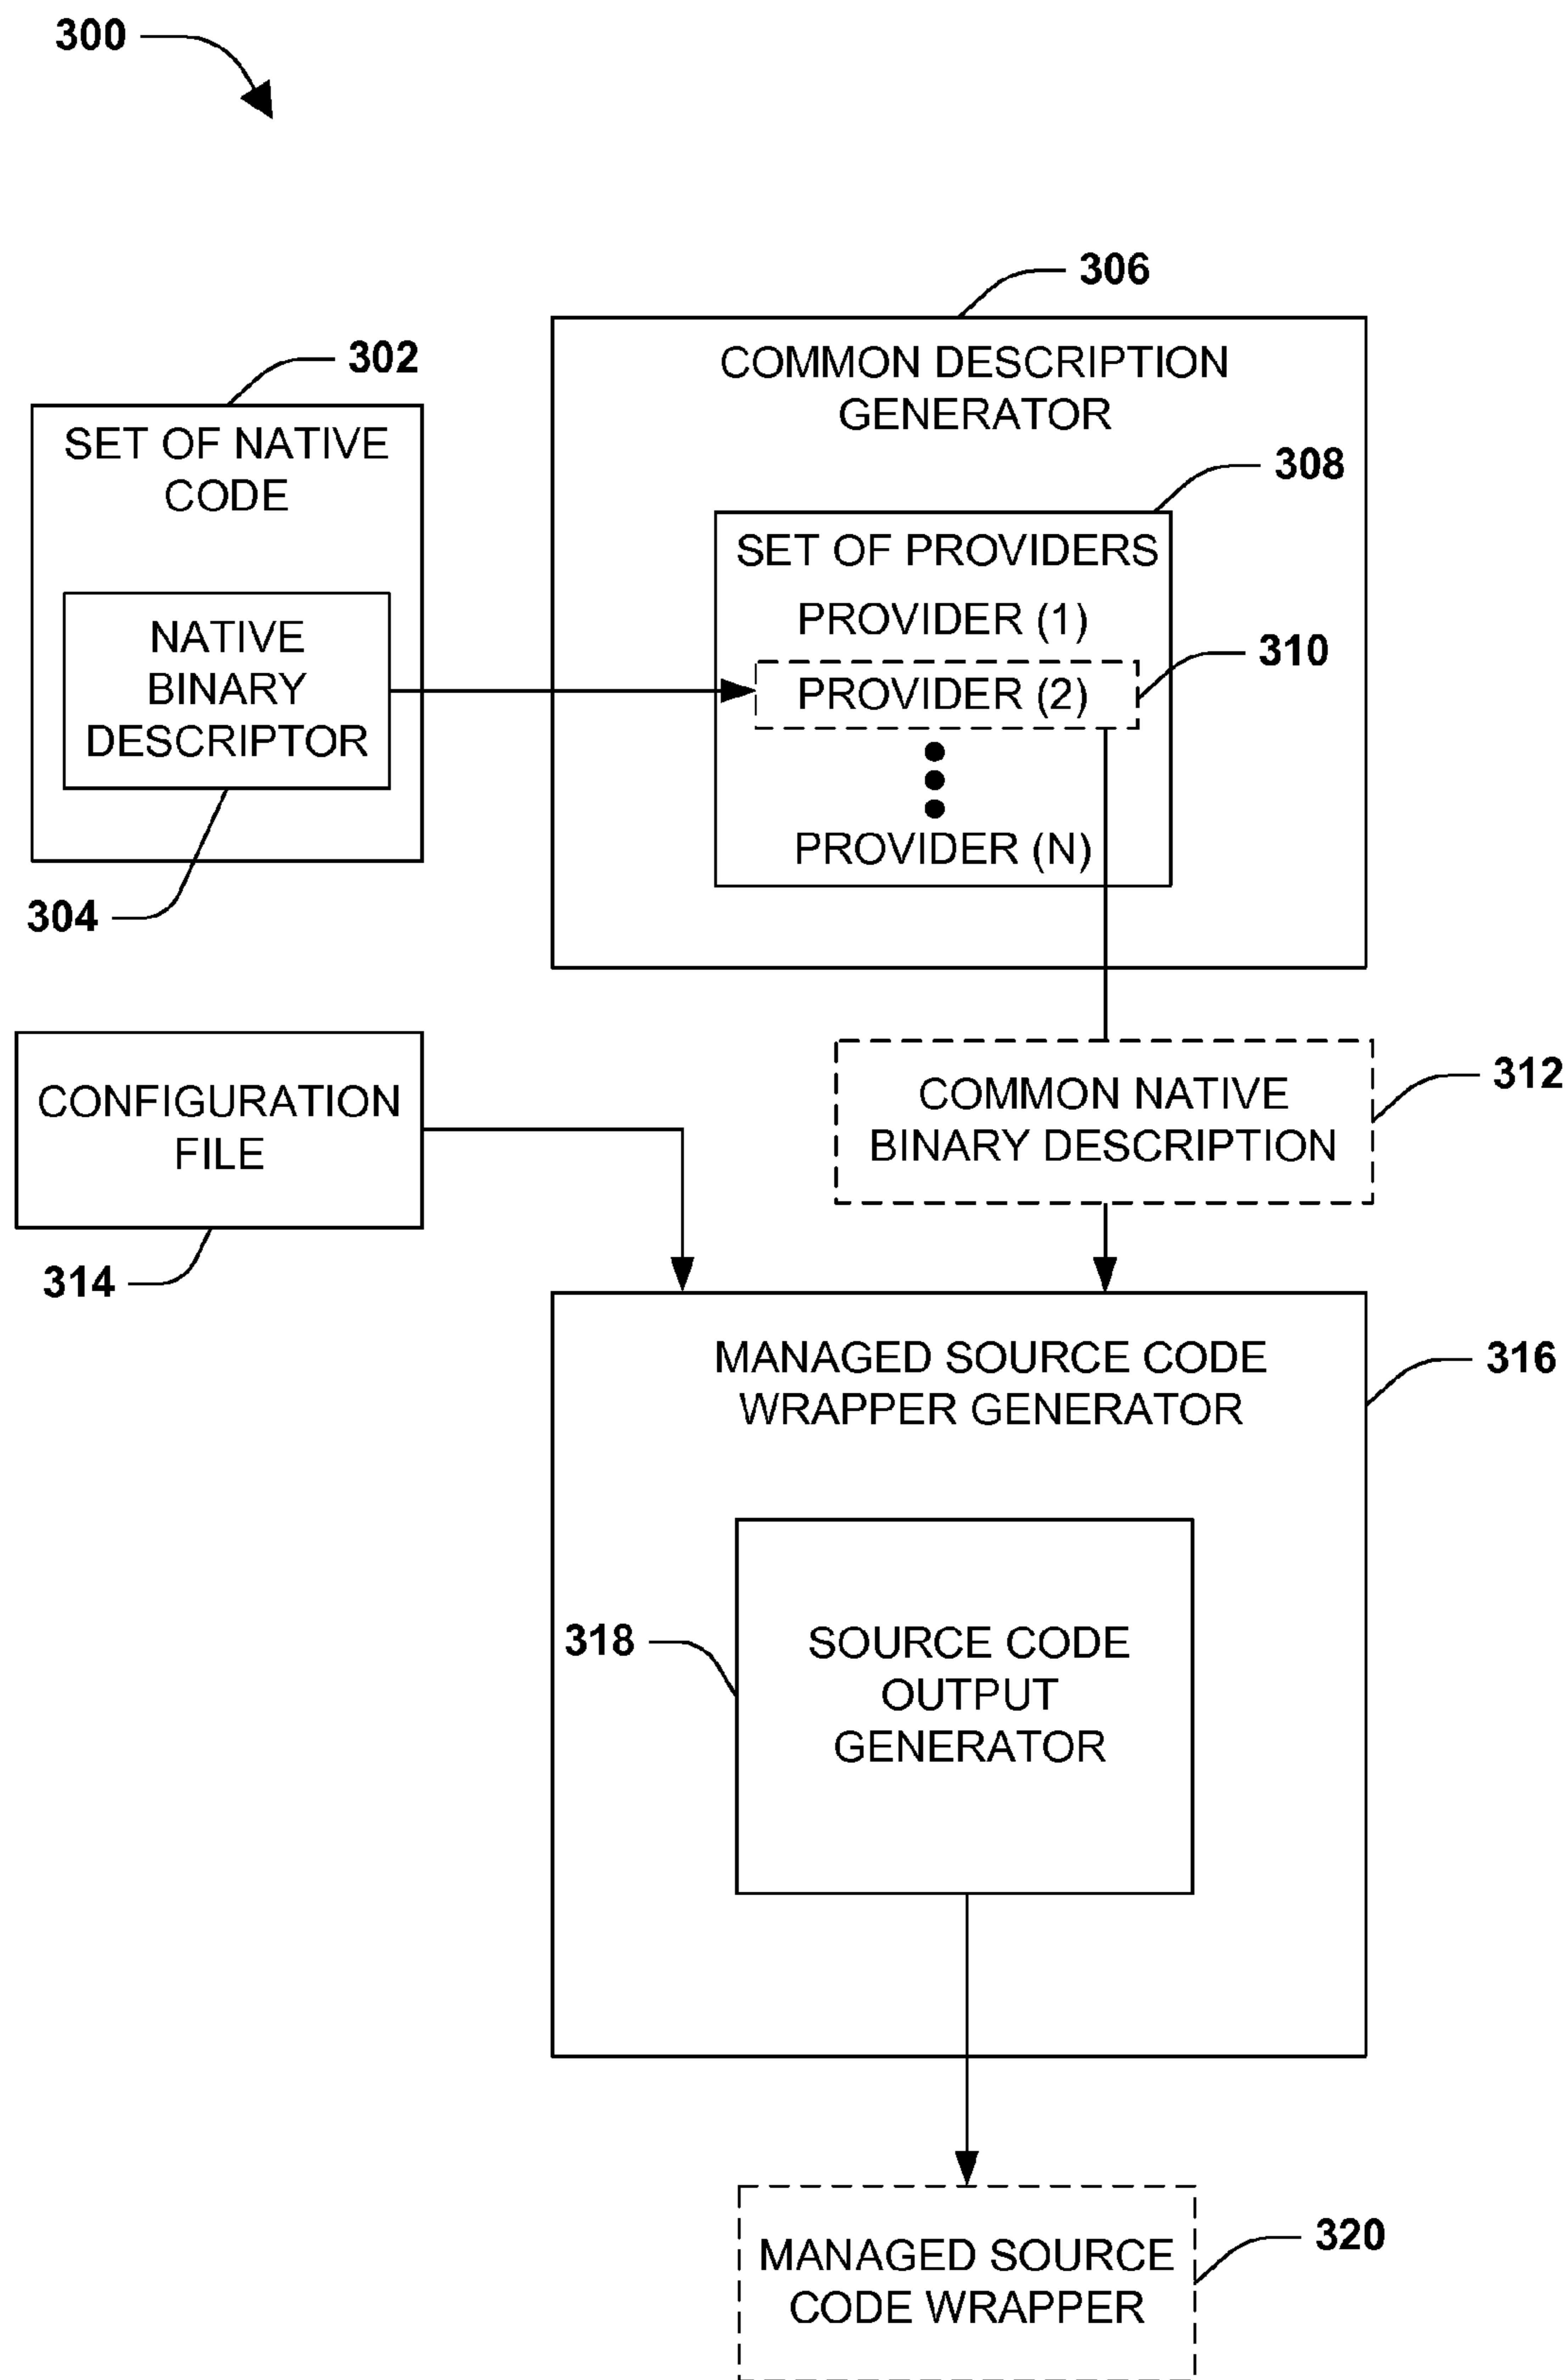 300
306
302
COMMON DESCRIPTION
GENERATOR
SET OF NATIVE
CODE
308
SET OF PROVIDERS
PROVIDER (1)
NATIVE
BINARY
DESCRIPTOR
310
PROVIDER (2)
PROVIDER (N)
304
CONFIGURATION
FILE
312
COMMON NATIVE
BINARY DESCRIPTION
314
MANAGED SOURCE CODE
WRAPPER GENERATOR
316
318
SOURCE CODE
OUTPUT
GENERATOR
320
MANAGED SOURCE
CODE WRAPPER